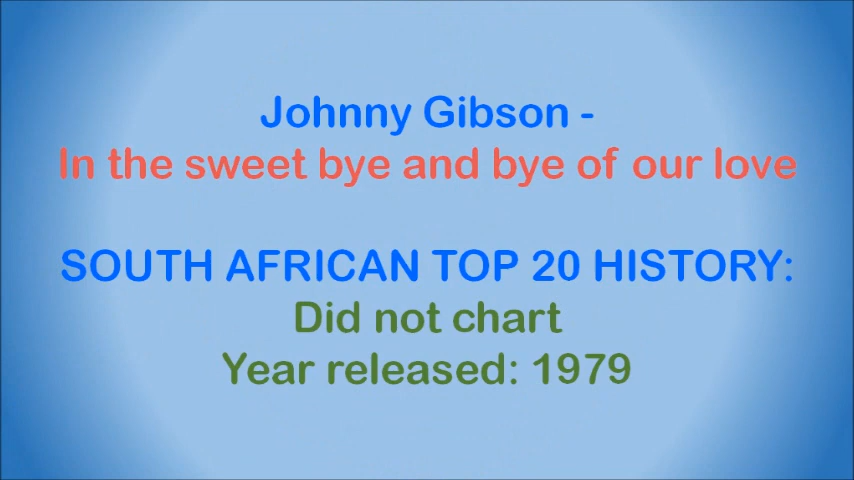 Johnny Gibson -
In the sweet bye and bye of our love
SOUTH AFRICAN TOP 20 HISTORY:
Did not chart
Year released: 1979